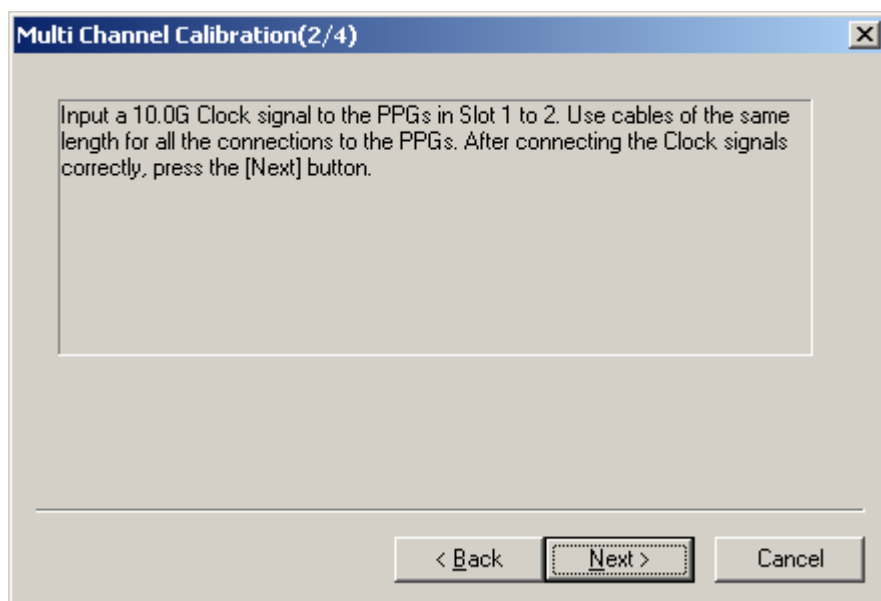 Multi Channel Calibration(2/4)
Input a 10.0G Clock signal to the PPGs in Slot 1 to 2. Use cables of the same
length for all the connections to the PPGs. After connecting the Clock signals
correctly, press the [Next] button.
< Back
Next >
Cancel